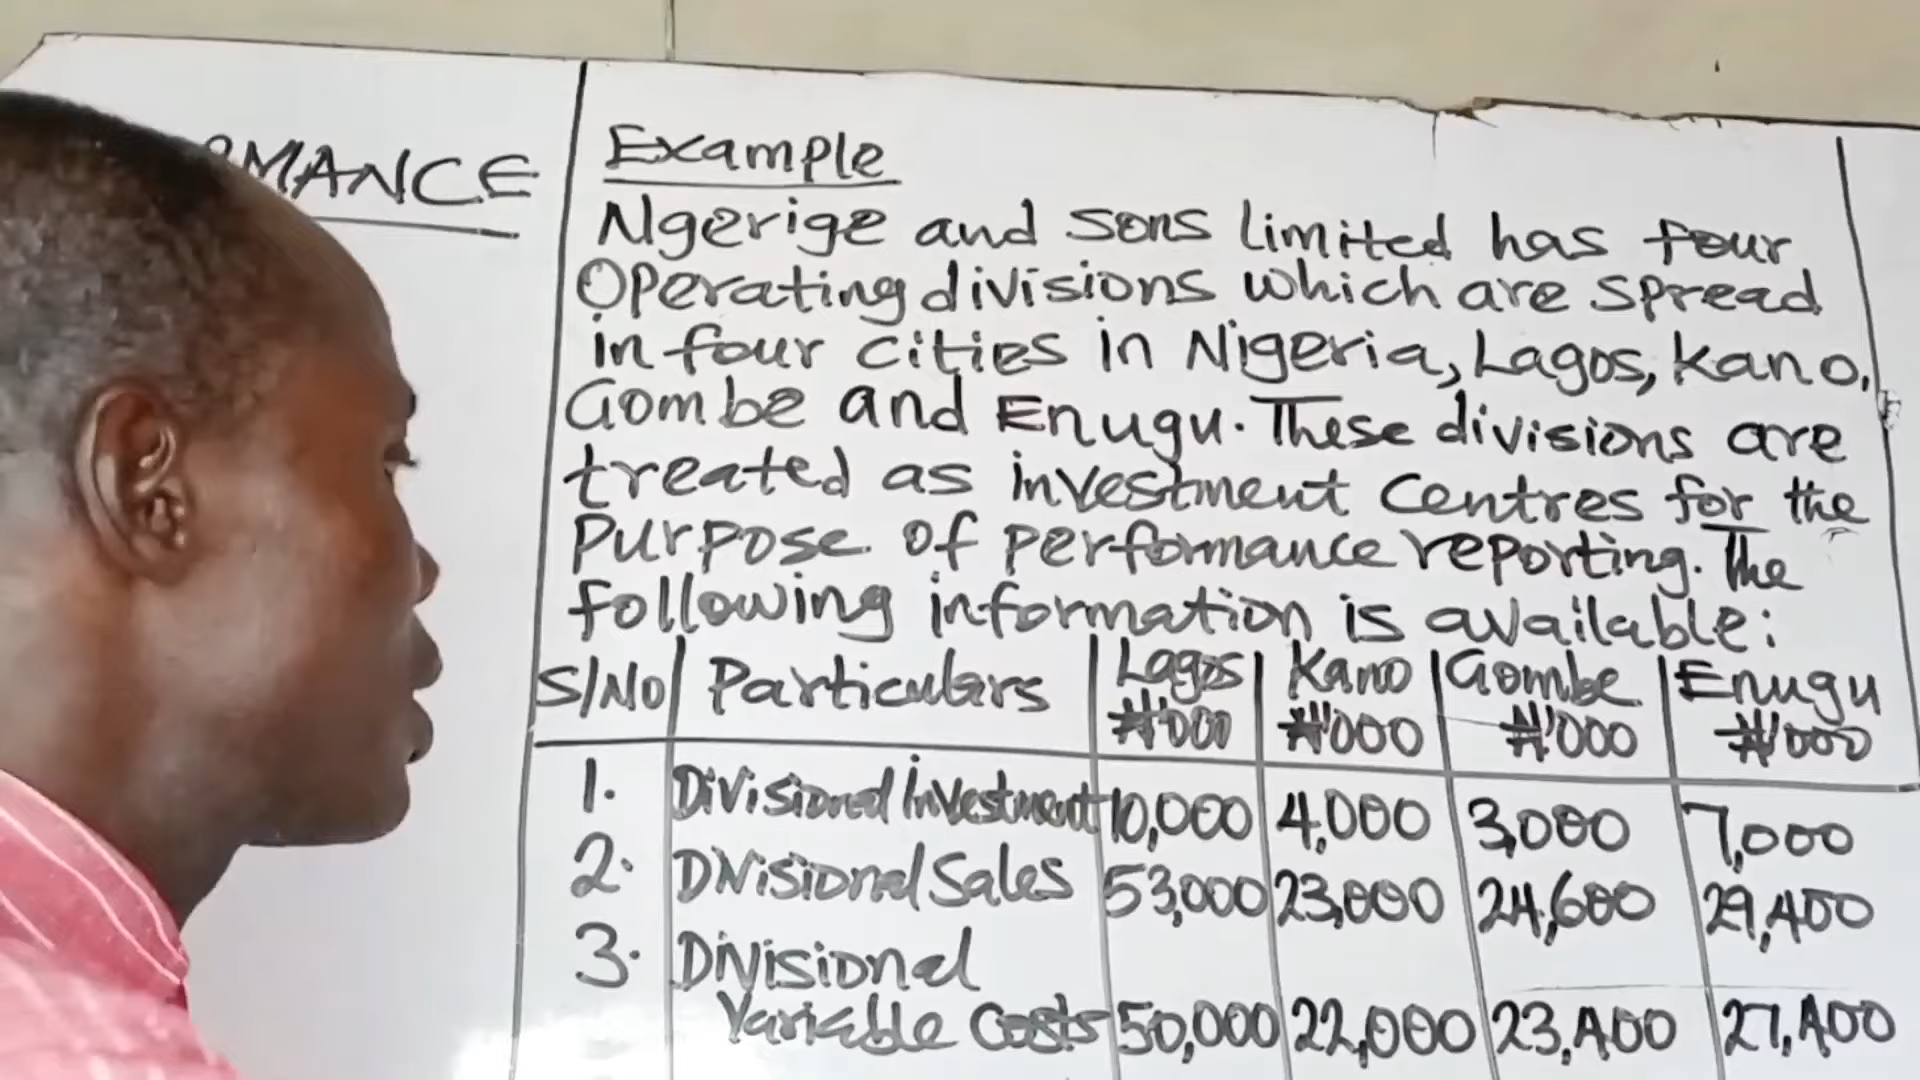 RMANCE
Example
Ngerige and sons limited has four
Operating divisions which are spread
in four cities in Nigeria, Lagos, Kano,
Gombe and Enugu. These divisions are
treated as investment Centres for the
purpose of performance reporting. The
following information is available:
S/No Particulars Lagos Kano Gombe Enugu
₦'000 ₦'000 ₦'000 ₦'000
1. Divisional investment 10,000 4,000 3,000 7,000
2. Divisional Sales 53,000 23,000 24,600 29,400
3. Divisional
Variable Costs 50,000 22,000 23,400 27,400